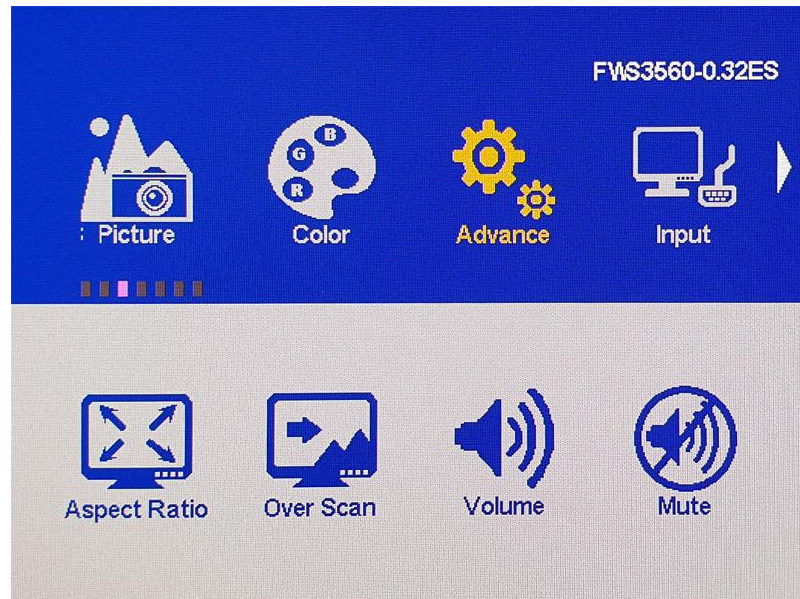 FWS3560-0.32ES
B
G
R
: Picture
Color
Advance
Input
Aspect Ratio
Over Scan
Volume
Mute